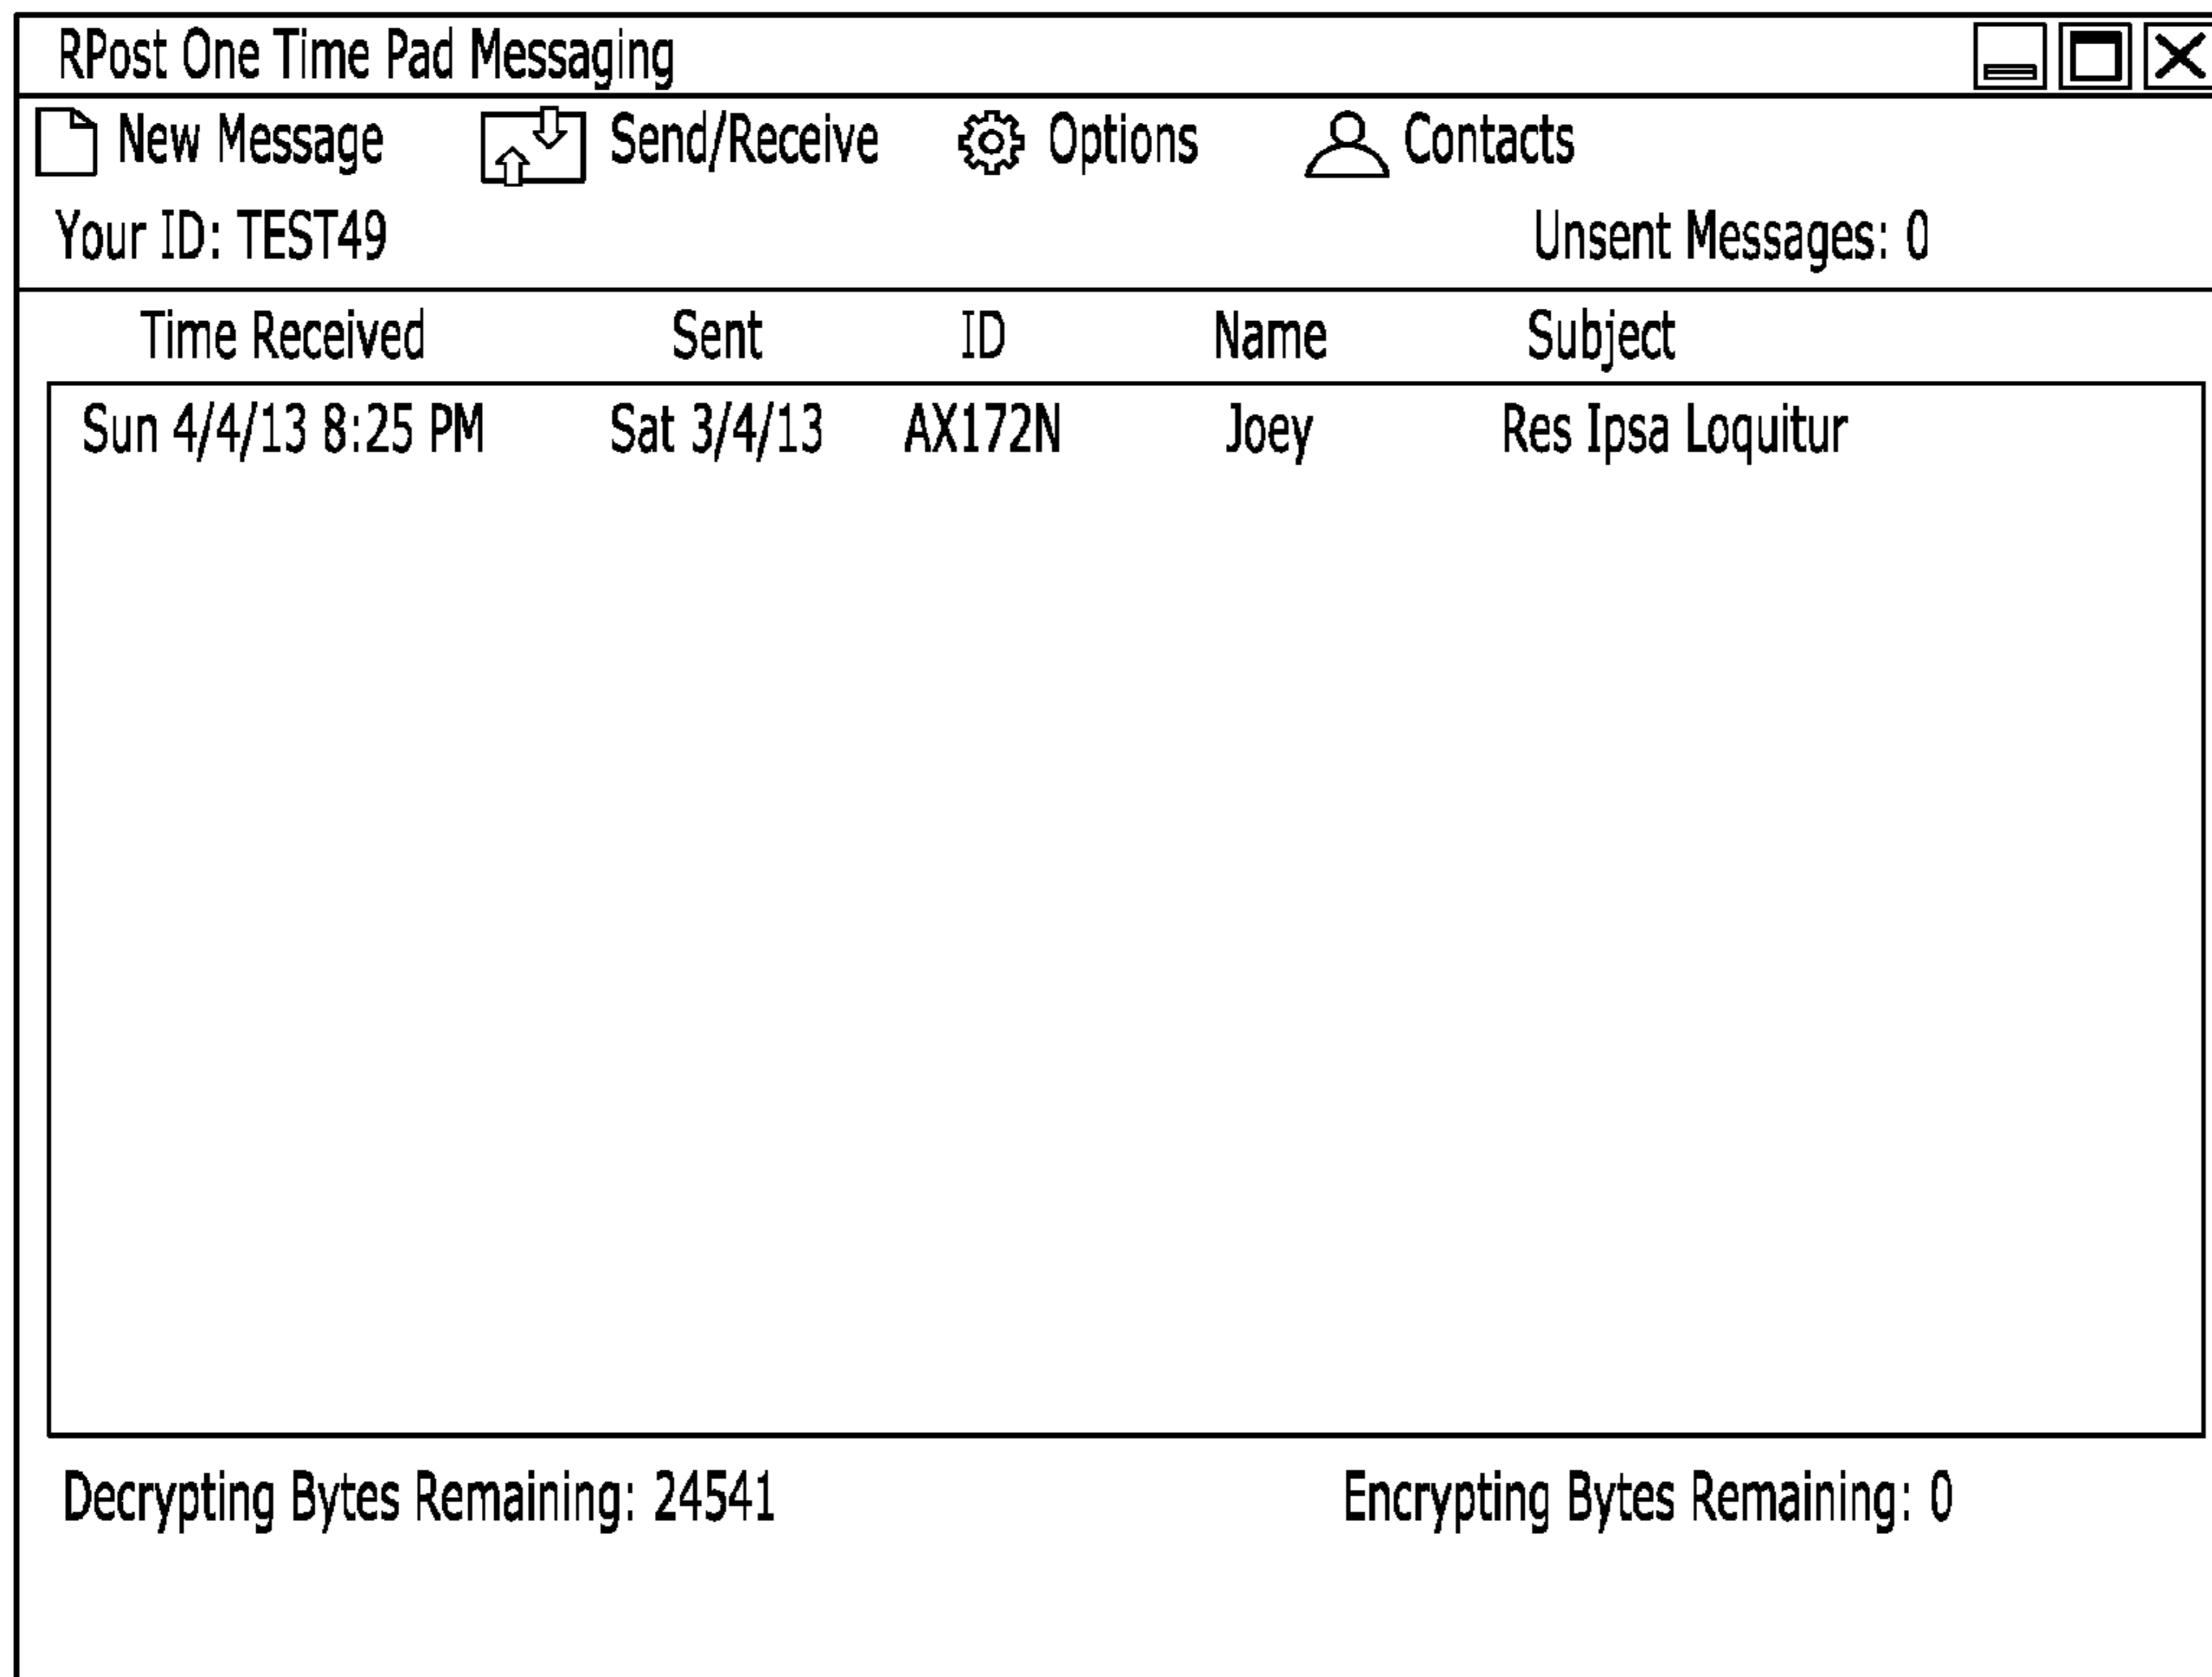 RPost One Time Pad Messaging
New Message Send/Receive Options Contacts
Your ID: TEST49 Unsent Messages: 0
Time Received Sent ID Name Subject
Sun 4/4/13 8:25 PM Sat 3/4/13 AX172N Joey Res Ipsa Loquitur
Decrypting Bytes Remaining: 24541 Encrypting Bytes Remaining: 0